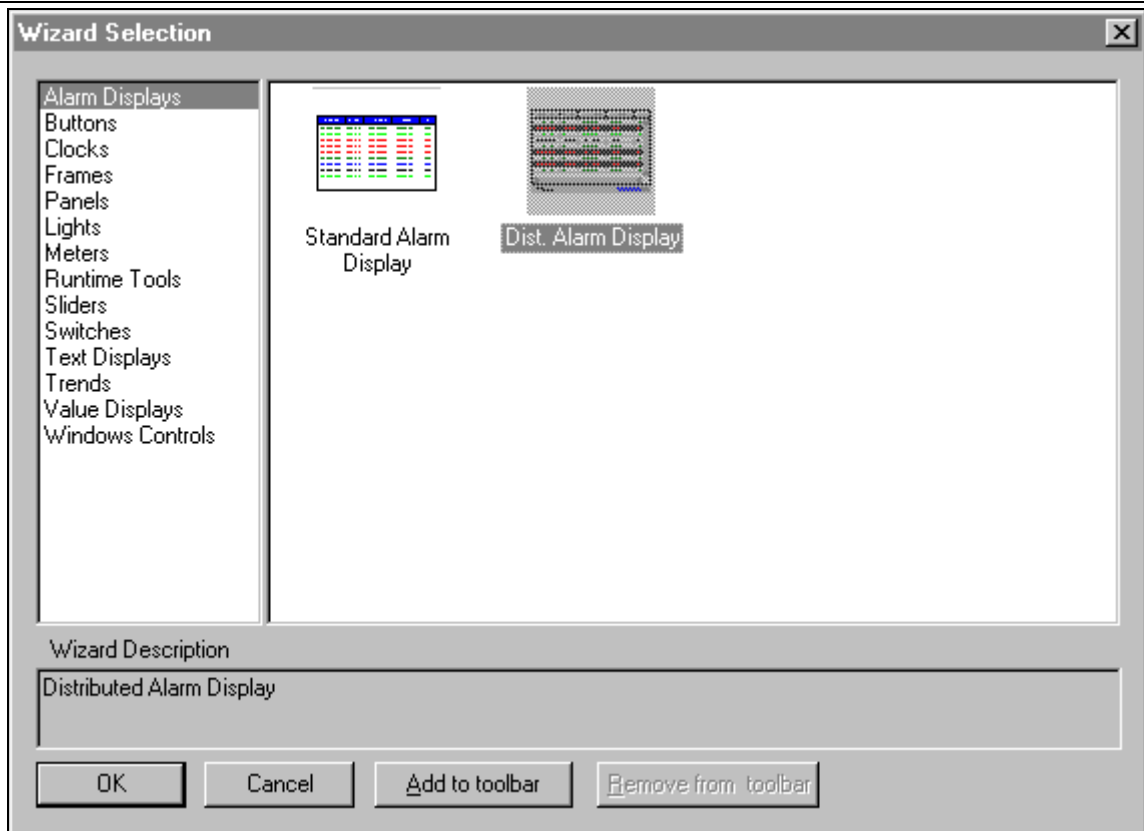 Wizard Selection
Alarm Displays
Buttons
Clocks
Frames
Panels
Lights
Meters
Runtime Tools
Sliders
Switches
Text Displays
Trends
Value Displays
Windows Controls
Standard Alarm
Display
Dist. Alarm Display
Wizard Description
Distributed Alarm Display
OK
Cancel
Add to toolbar
Remove from toolbar